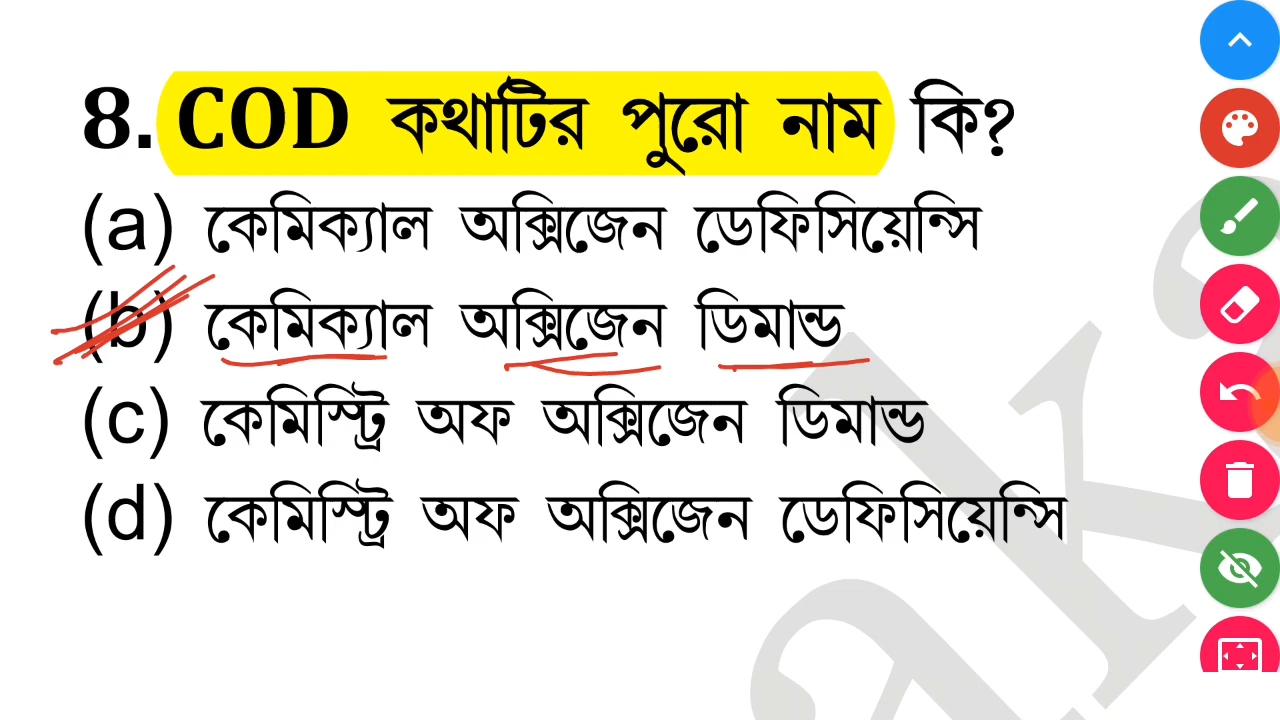 8. COD কথাটির পুরো নাম কি?
(a) কেমিক্যাল অক্সিজেন ডেফিসিয়েন্সি
(b) কেমিক্যাল অক্সিজেন ডিমান্ড
(c) কেমিস্ট্রি অফ অক্সিজেন ডিমান্ড
(d) কেমিস্ট্রি অফ অক্সিজেন ডেফিসিয়েন্সি